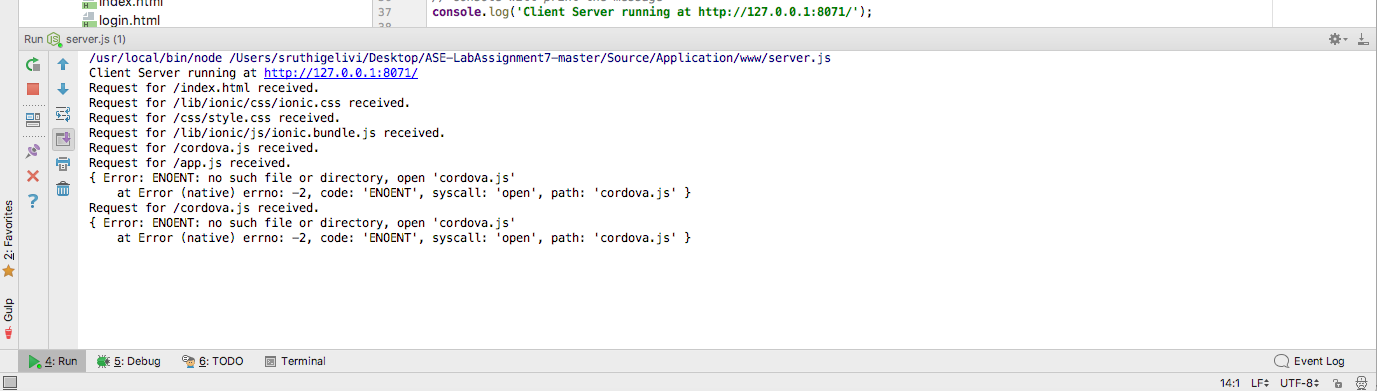 index.html
login.html
37 console.log('Client Server running at http://127.0.0.1:8071/');
38
Run server.js (1)
/usr/local/bin/node /Users/sruthigelivi/Desktop/ASE-LabAssignment7-master/Source/Application/www/server.js
Client Server running at http://127.0.0.1:8071/
Request for /index.html received.
Request for /lib/ionic/css/ionic.css received.
Request for /css/style.css received.
Request for /lib/ionic/js/ionic.bundle.js received.
Request for /cordova.js received.
Request for /app.js received.
{ Error: ENOENT: no such file or directory, open 'cordova.js'
    at Error (native) errno: -2, code: 'ENOENT', syscall: 'open', path: 'cordova.js' }
Request for /cordova.js received.
{ Error: ENOENT: no such file or directory, open 'cordova.js'
    at Error (native) errno: -2, code: 'ENOENT', syscall: 'open', path: 'cordova.js' }
2: Favorites
Gulp
4: Run 5: Debug 6: TODO Terminal Event Log
14:1 LF UTF-8